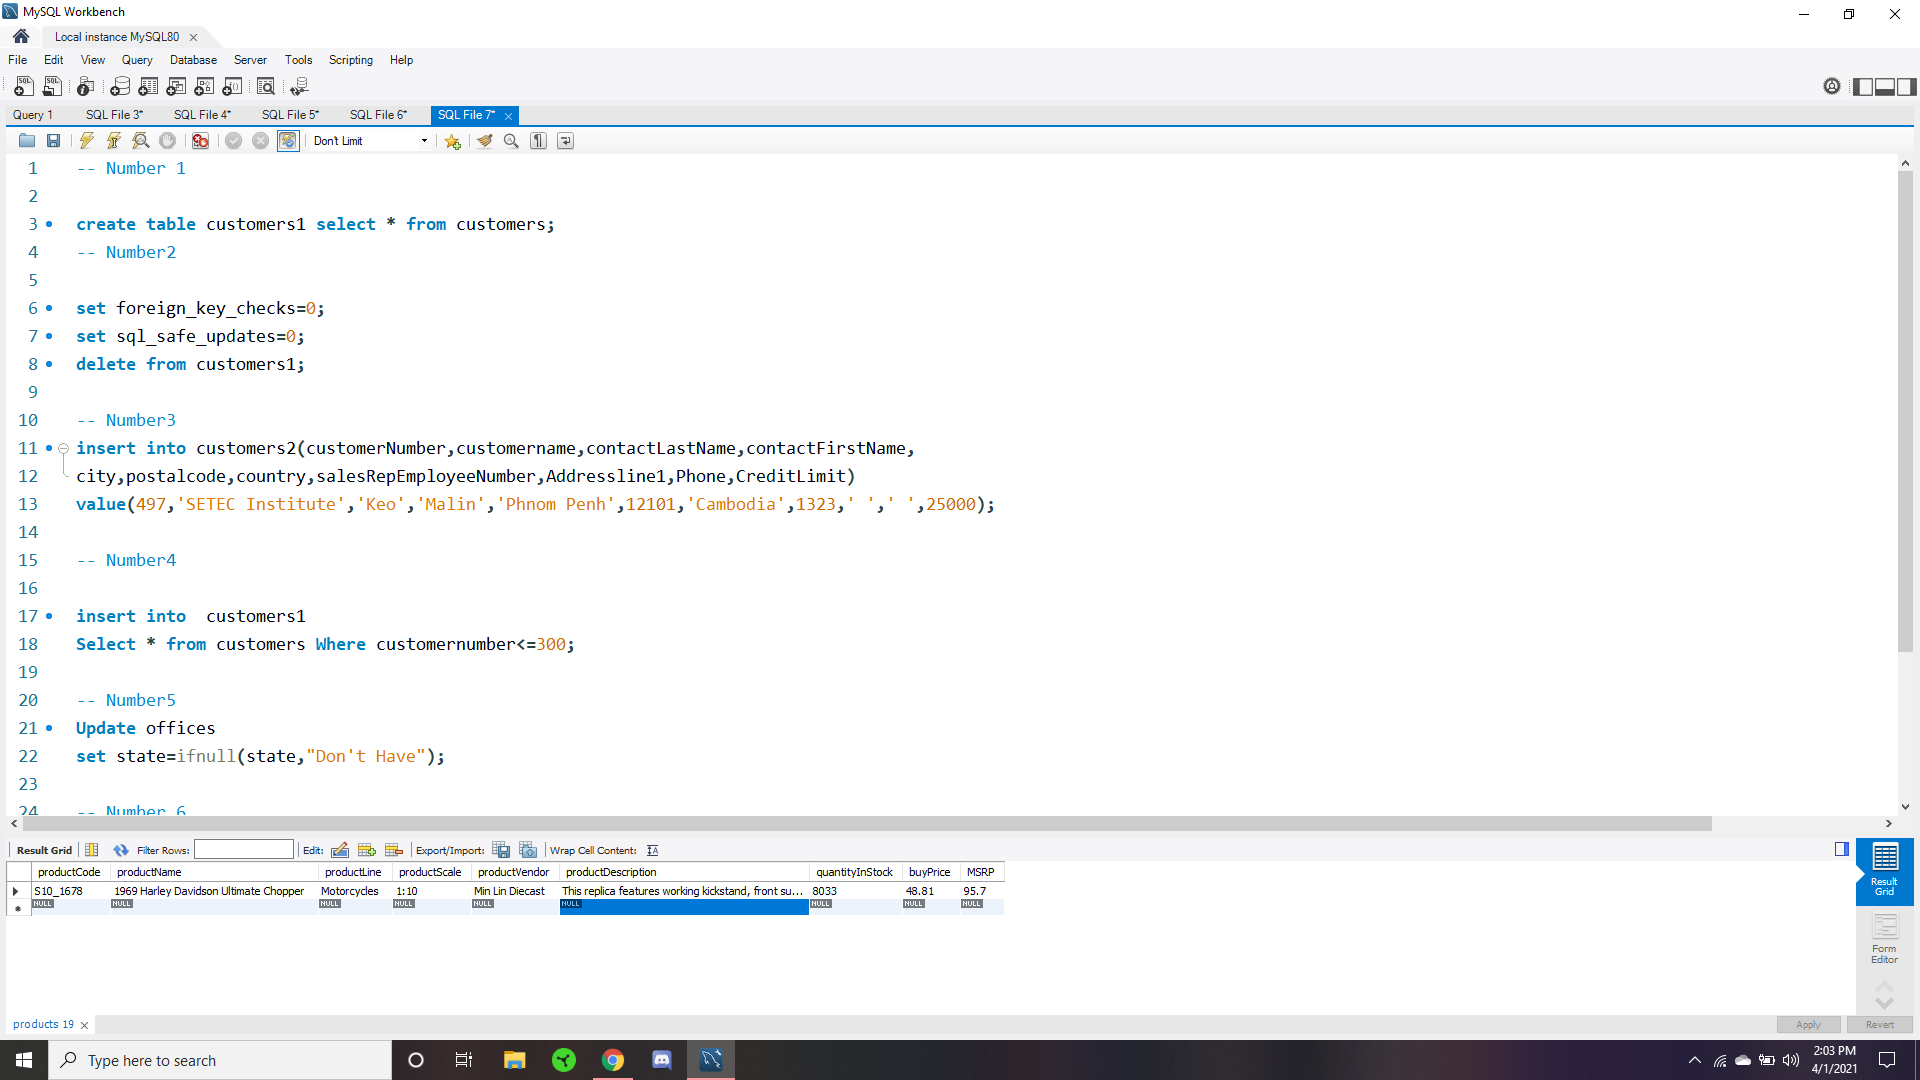 MySQL Workbench
Local instance MySQL80
File Edit View Query Database Server Tools Scripting Help
Query 1 SQL File 3* SQL File 4* SQL File 5* SQL File 6* SQL File 7*
Don't Limit
1 -- Number 1
2
3 create table customers1 select * from customers;
4 -- Number2
5
6 set foreign_key_checks=0;
7 set sql_safe_updates=0;
8 delete from customers1;
9
10 -- Number3
11 insert into customers2(customerNumber,customername,contactLastName,contactFirstName,
12 city,postalcode,country,salesRepEmployeeNumber,Addressline1,Phone,CreditLimit)
13 value(497,'SETEC Institute','Keo','Malin','Phnom Penh',12101,'Cambodia',1323,' ',' ',25000);
14
15 -- Number4
16
17 insert into  customers1
18 Select * from customers Where customernumber<=300;
19
20 -- Number5
21 Update offices
22 set state=ifnull(state,"Don't Have");
23
24 -- Number 6
Result Grid Filter Rows: Edit: Export/Import: Wrap Cell Content:
productCode productName productLine productScale productVendor productDescription quantityInStock buyPrice MSRP
S10_1678 1969 Harley Davidson Ultimate Chopper Motorcycles 1:10 Min Lin Diecast This replica features working kickstand, front su... 8033 48.81 95.7
NULL NULL NULL NULL NULL NULL NULL NULL NULL
Result
Grid
Form
Editor
products 19
Apply Revert
Type here to search
2:03 PM
4/1/2021